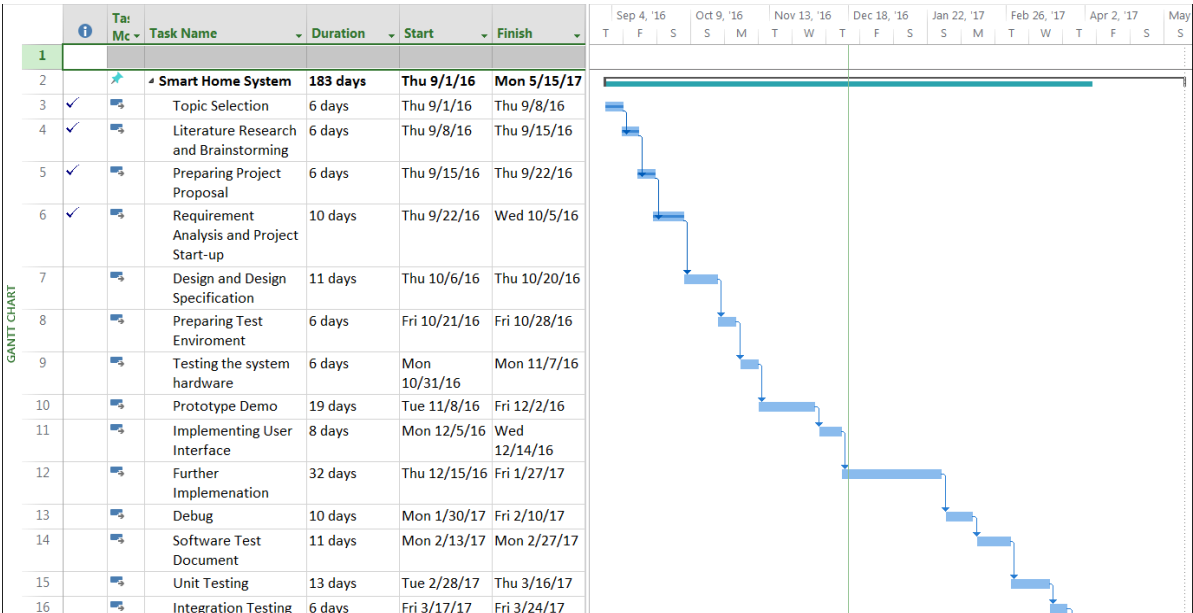 Sep 4, '16 Oct 9, '16 Nov 13, '16 Dec 18, '16 Jan 22, '17 Feb 26, '17 Apr 2, '17 May
Tas
Mc Task Name Duration Start Finish T F S S M T W T F S S M T W T F S S
1
2 Smart Home System 183 days Thu 9/1/16 Mon 5/15/17
3 Topic Selection 6 days Thu 9/1/16 Thu 9/8/16
4 Literature Research 6 days Thu 9/8/16 Thu 9/15/16
and Brainstorming
5 Preparing Project 6 days Thu 9/15/16 Thu 9/22/16
Proposal
6 Requirement 10 days Thu 9/22/16 Wed 10/5/16
Analysis and Project
Start-up
7 Design and Design 11 days Thu 10/6/16 Thu 10/20/16
Specification
8 Preparing Test 6 days Fri 10/21/16 Fri 10/28/16
Enviroment
9 Testing the system 6 days Mon Mon 11/7/16
hardware 10/31/16
10 Prototype Demo 19 days Tue 11/8/16 Fri 12/2/16
11 Implementing User 8 days Mon 12/5/16 Wed
Interface 12/14/16
12 Further 32 days Thu 12/15/16 Fri 1/27/17
Implemenation
13 Debug 10 days Mon 1/30/17 Fri 2/10/17
14 Software Test 11 days Mon 2/13/17 Mon 2/27/17
Document
15 Unit Testing 13 days Tue 2/28/17 Thu 3/16/17
16 Integration Testing 6 days Fri 3/17/17 Fri 3/24/17
GANTT CHART